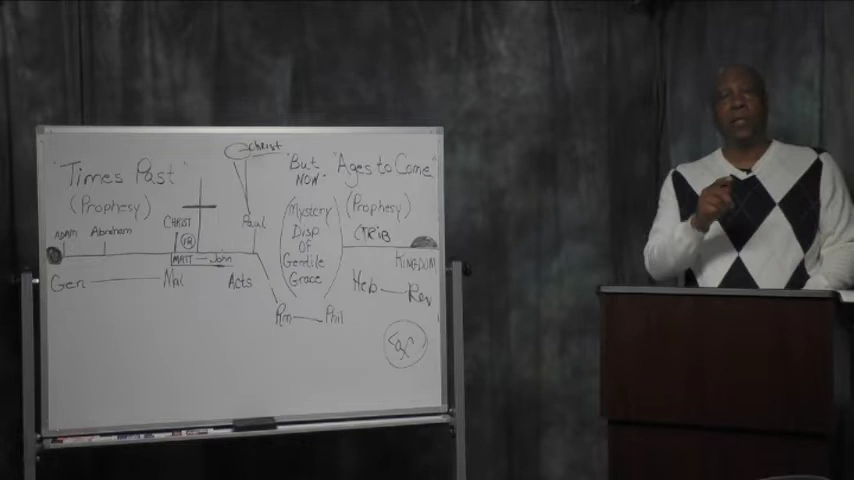 Christ
"Times Past"
"But NOW"
"Ages to Come"
(Prophesy)
(Mystery
Disp
OF
Gentile
Grace)
(Prophesy)
ADAM
Abraham
CHRIST
Paul
TRIB
MATT — John
KINGDOM
Gen — Mal
Acts
Heb — Rev
Rm — Phil